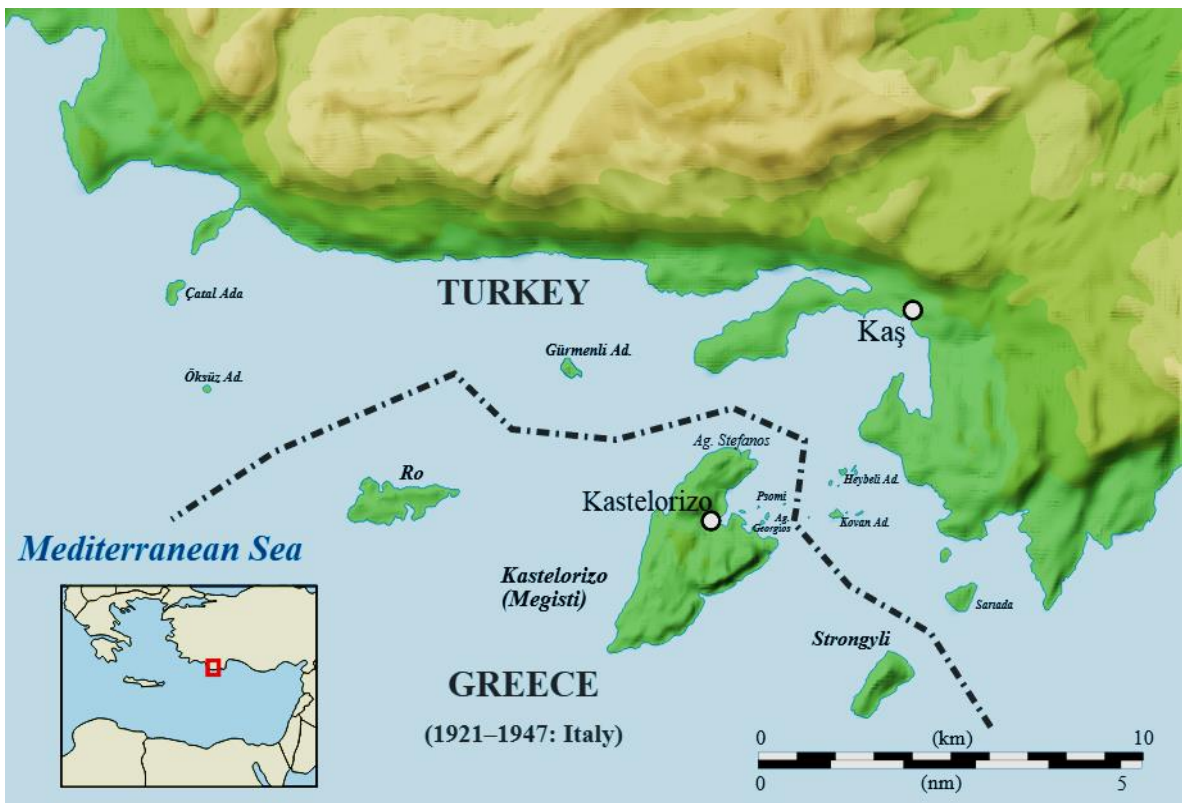 TURKEY
Çatal Ada
Kaş
Gürmenli Ad.
Öksüz Ad.
Ag. Stefanos
Ro
Heybeli Ad.
Kastelorizo
Psomi
Ag.
Georgios
Kovan Ad.
Mediterranean Sea
Kastelorizo
(Megisti)
Sarıada
Strongyli
GREECE
(1921–1947: Italy)
0 (km) 10
0 (nm) 5